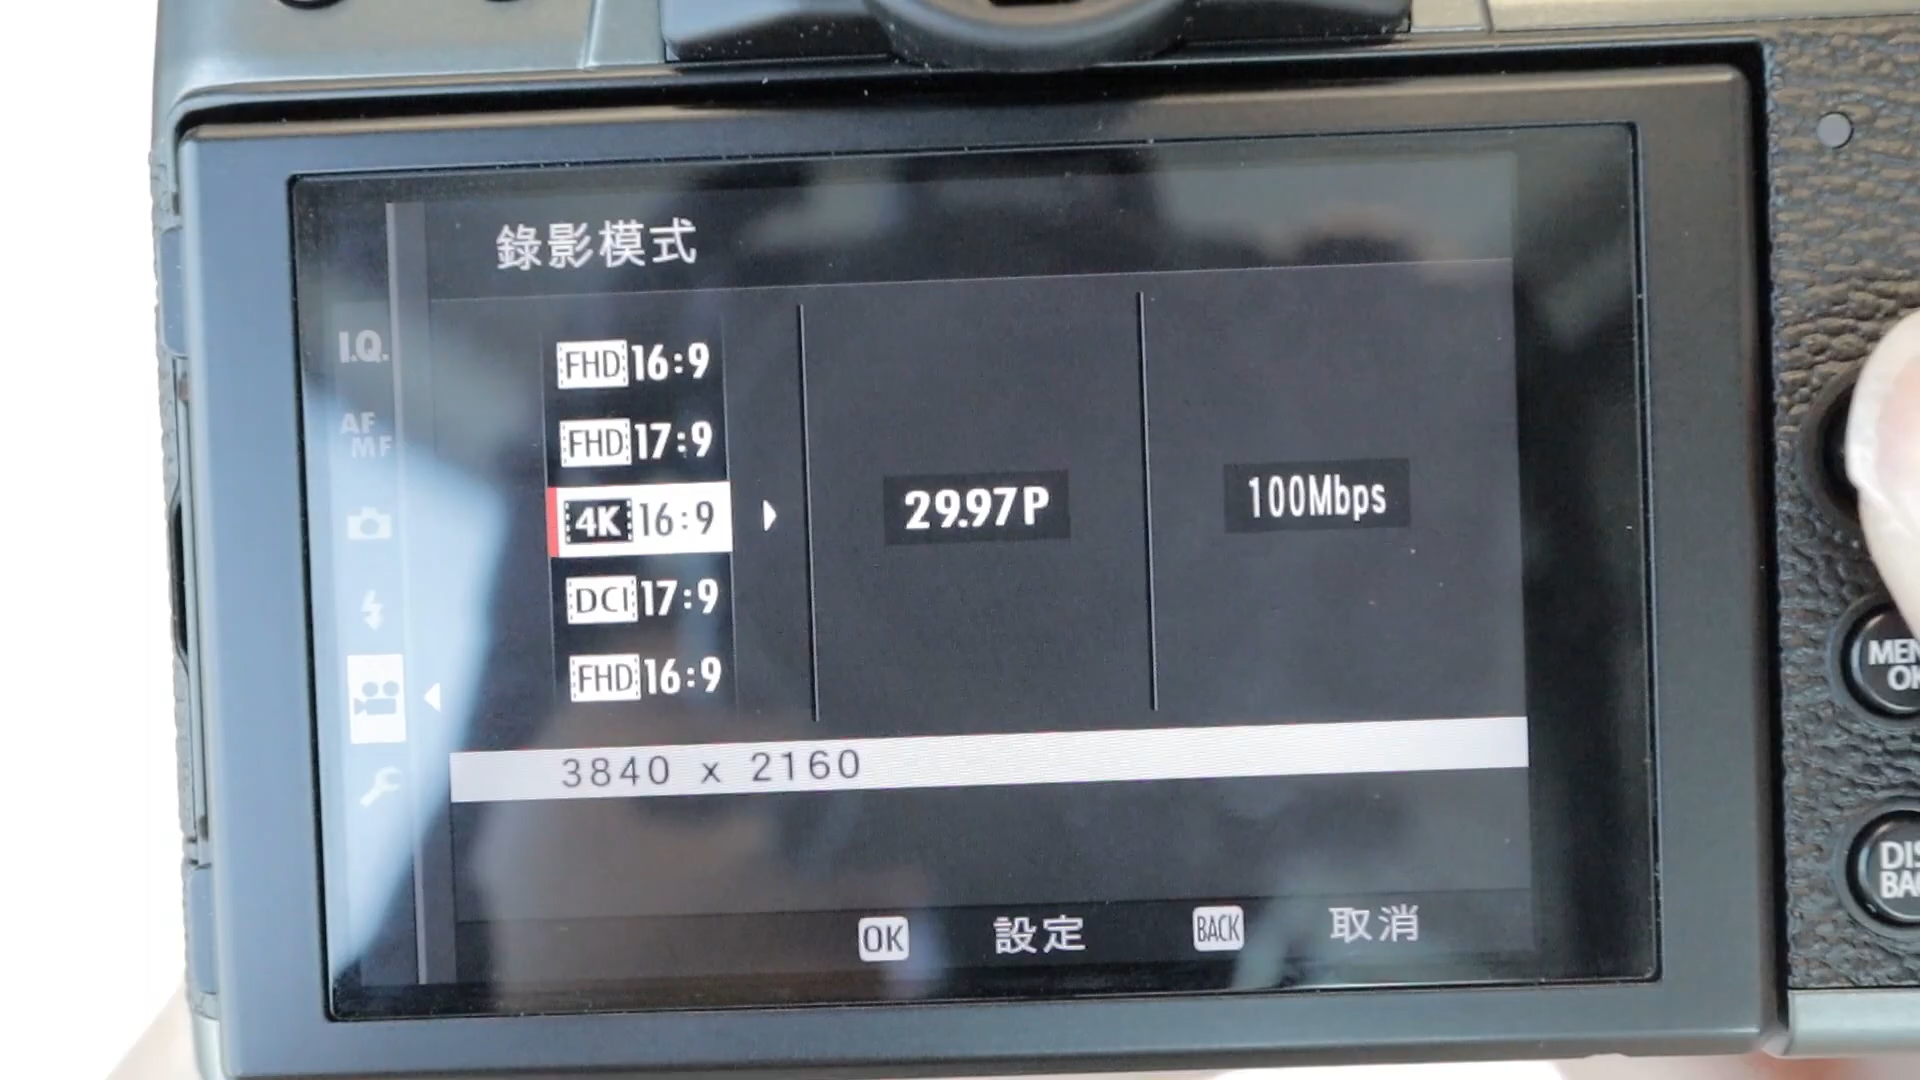 錄影模式
I.Q.
AF
MF
FHD 16:9
FHD 17:9
4K 16:9
DCI 17:9
FHD 16:9
29.97P
100Mbps
3840 x 2160
OK 設定 BACK 取消